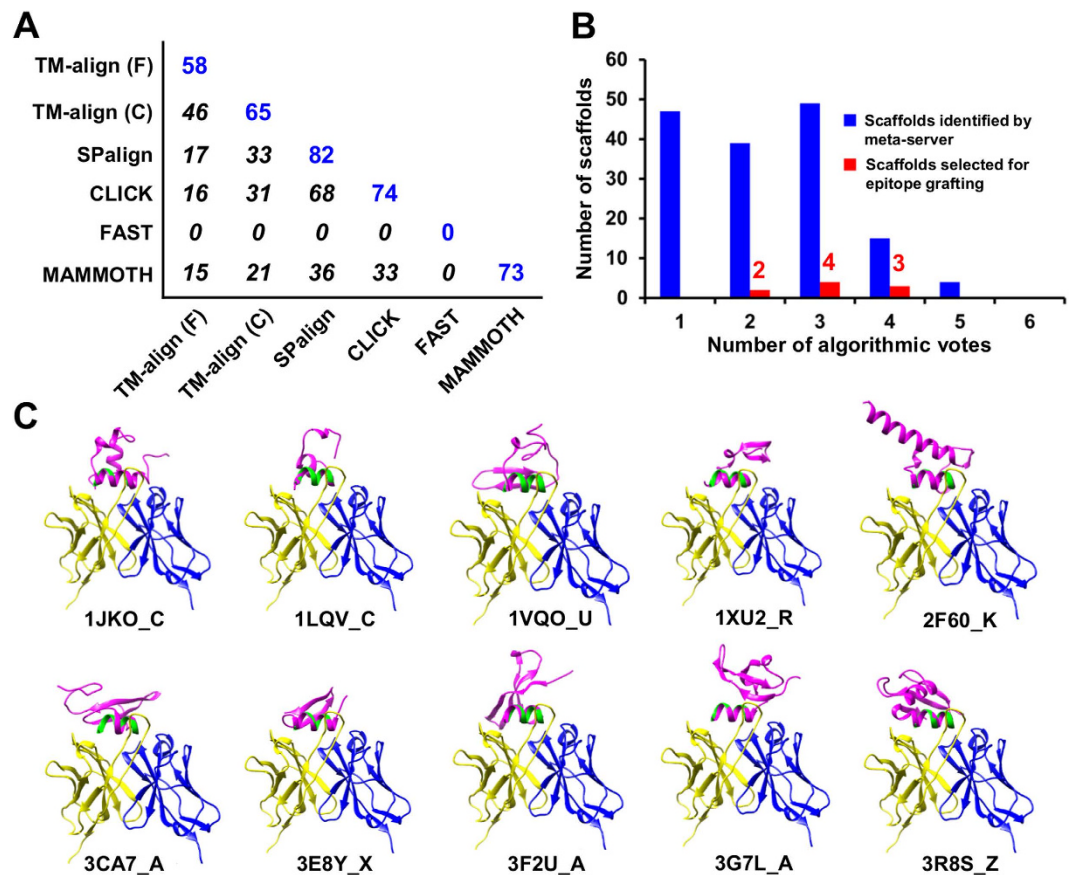 A
TM-align (F) 58
TM-align (C) 46 65
SPalign 17 33 82
CLICK 16 31 68 74
FAST 0 0 0 0 0
MAMMOTH 15 21 36 33 0 73
TM-align (F) TM-align (C) SPalign CLICK FAST MAMMOTH
B
Number of scaffolds
60
50
40
30
20
10
0
Scaffolds identified by
meta-server
Scaffolds selected for
epitope grafting
2 4 3
1 2 3 4 5 6
Number of algorithmic votes
C
1JKO_C 1LQV_C 1VQO_U 1XU2_R 2F60_K
3CA7_A 3E8Y_X 3F2U_A 3G7L_A 3R8S_Z